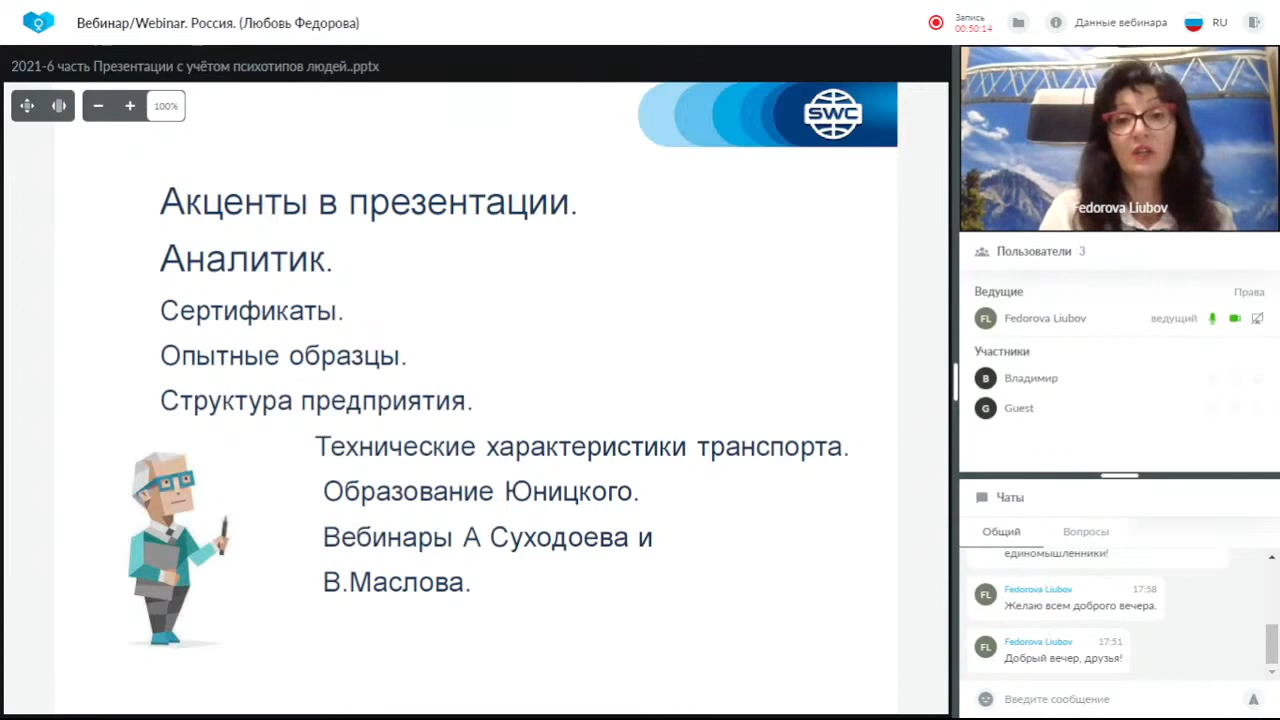 Вебинар/Webinar. Россия. (Любовь Федорова)
Запись
00:50:14
Данные вебинара
RU
2021-6 часть Презентации с учётом психотипов людей..pptx
100%
SWC
Акценты в презентации.
Аналитик.
Сертификаты.
Опытные образцы.
Структура предприятия.
Технические характеристики транспорта.
Образование Юницкого.
Вебинары А Суходоева и
В.Маслова.
Fedorova Liubov
Пользователи 3
Ведущие Права
FL Fedorova Liubov ведущий
Участники
В Владимир
G Guest
Чаты
Общий Вопросы
единомышленники!
FL Fedorova Liubov 17:58
Желаю всем доброго вечера.
FL Fedorova Liubov 17:51
Добрый вечер, друзья!
Введите сообщение